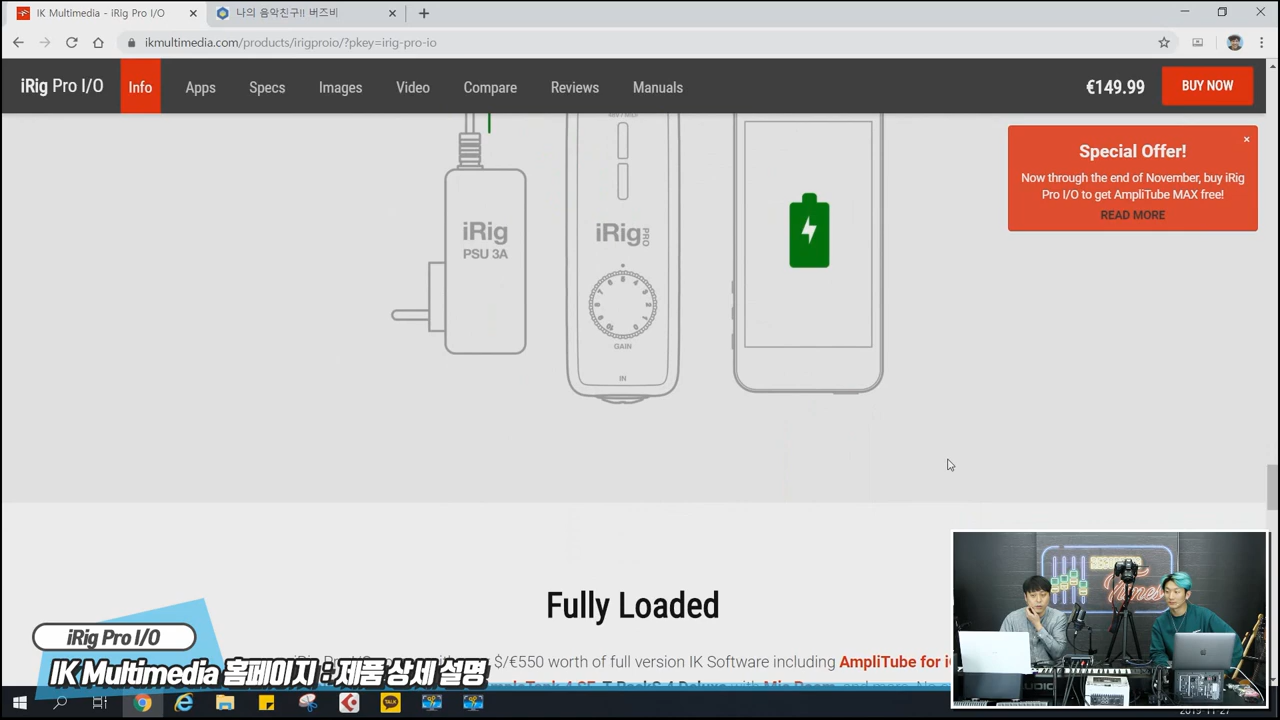 IK Multimedia - iRig Pro I/O
나의 음악친구!! 버즈비
ikmultimedia.com/products/irigproio/?pkey=irig-pro-io
iRig Pro I/O
Info
Apps
Specs
Images
Video
Compare
Reviews
Manuals
€149.99
BUY NOW
Special Offer!
Now through the end of November, buy iRig
Pro I/O to get AmpliTube MAX free!
READ MORE
iRig
PSU 3A
iRig PRO
GAIN
IN
Fully Loaded
$/€550 worth of full version IK Software including AmpliTube for i
iRig Pro I/O
IK Multimedia 홈페이지 : 제품 상세 설명
TALK
2019-11-27